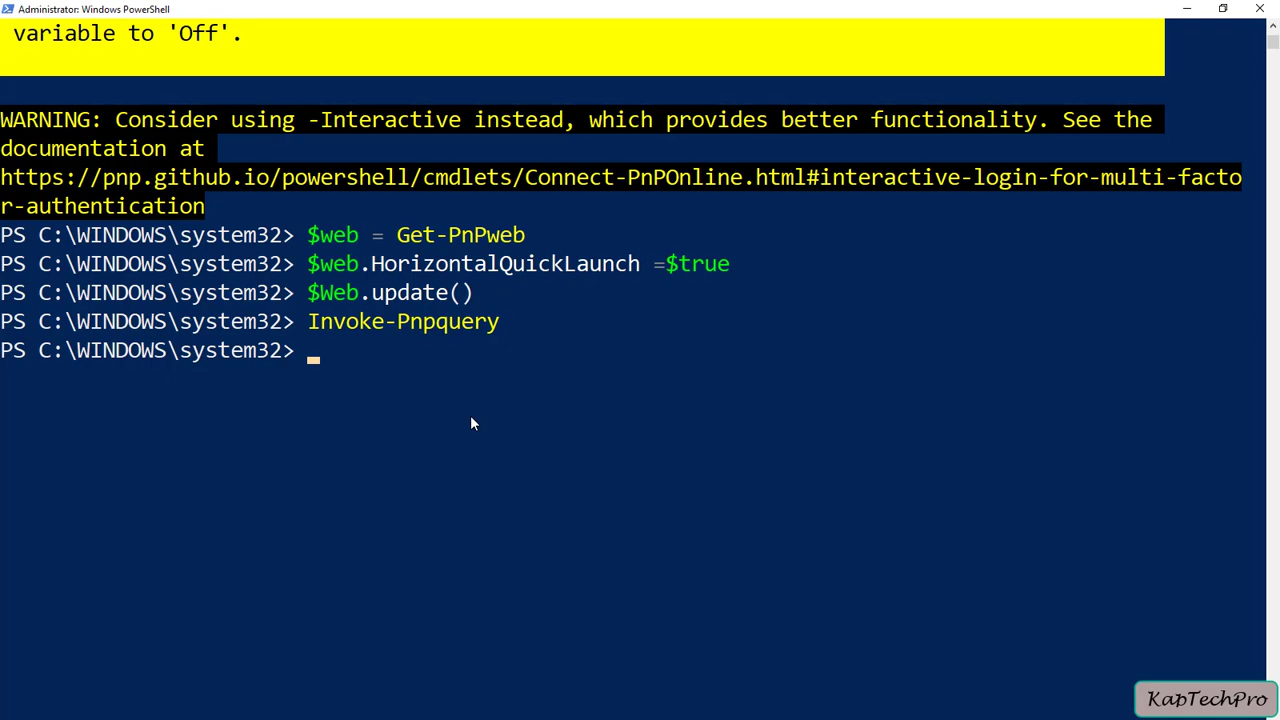 Administrator: Windows PowerShell
variable to 'Off'.
WARNING: Consider using -Interactive instead, which provides better functionality. See the
documentation at
https://pnp.github.io/powershell/cmdlets/Connect-PnPOnline.html#interactive-login-for-multi-facto
r-authentication
PS C:\WINDOWS\system32> $web = Get-PnPweb
PS C:\WINDOWS\system32> $web.HorizontalQuickLaunch =$true
PS C:\WINDOWS\system32> $Web.update()
PS C:\WINDOWS\system32> Invoke-Pnpquery
PS C:\WINDOWS\system32>
KapTechPro